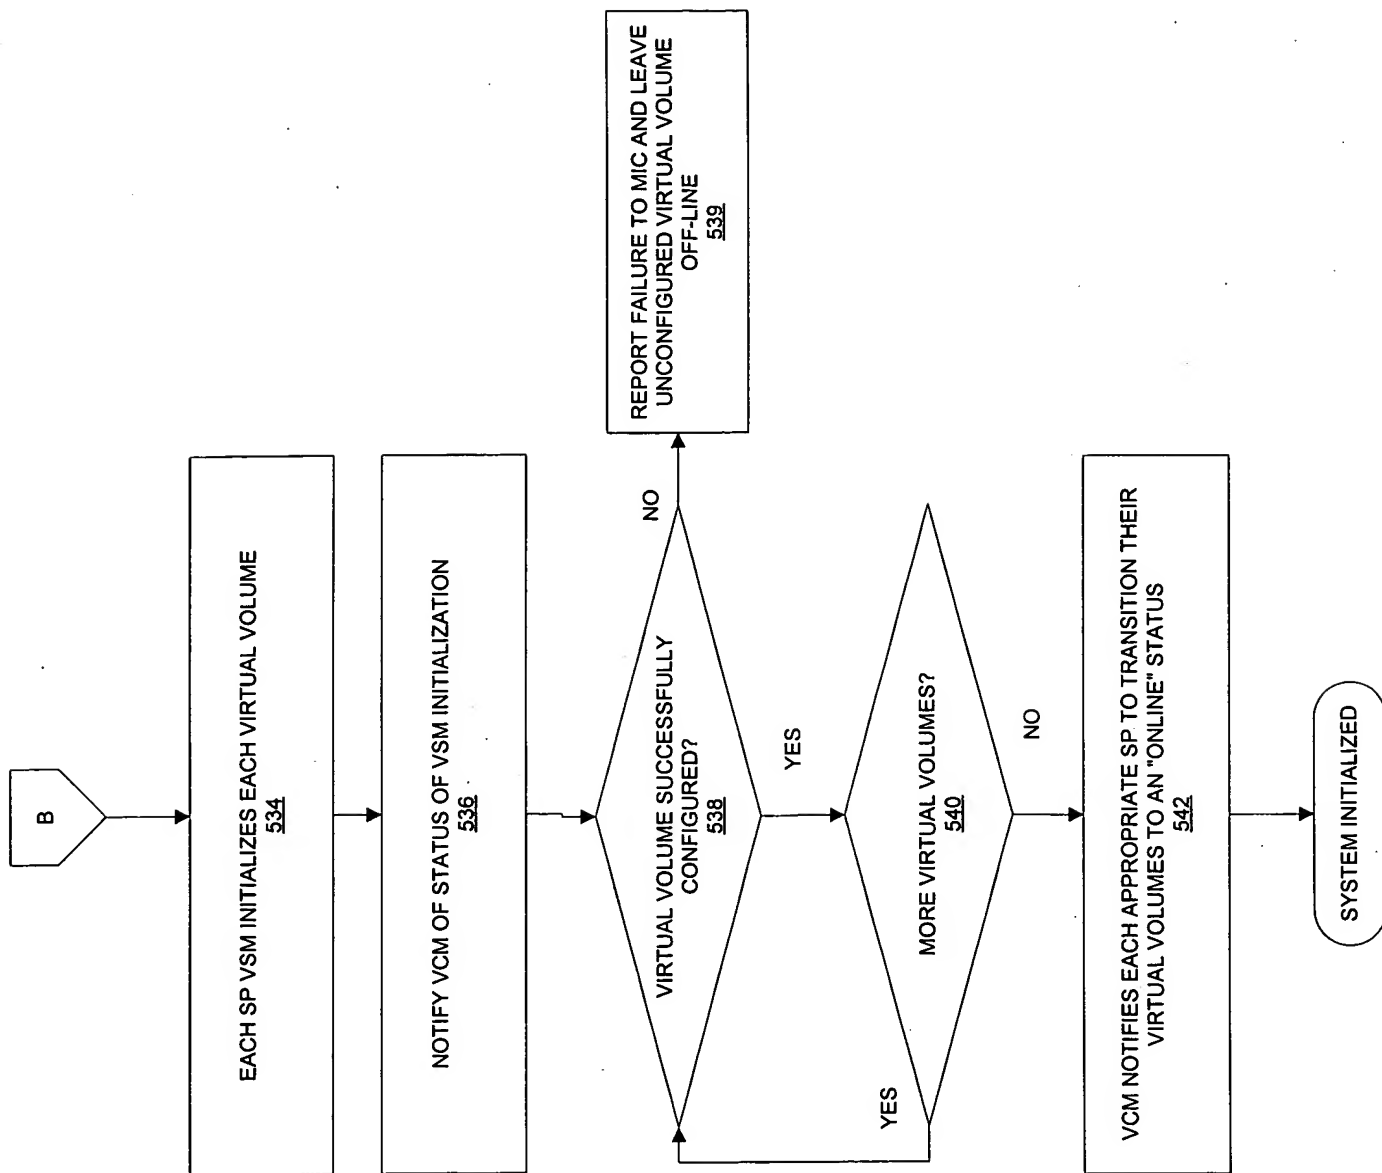 B
EACH SP VSM INITIALIZES EACH VIRTUAL VOLUME
534
NOTIFY VCM OF STATUS OF VSM INITIALIZATION
536
VIRTUAL VOLUME SUCCESSFULLY
CONFIGURED?
538
NO
REPORT FAILURE TO MIC AND LEAVE
UNCONFIGURED VIRTUAL VOLUME
OFF-LINE
539
YES
MORE VIRTUAL VOLUMES?
540
YES
NO
VCM NOTIFIES EACH APPROPRIATE SP TO TRANSITION THEIR
VIRTUAL VOLUMES TO AN "ONLINE" STATUS
542
SYSTEM INITIALIZED